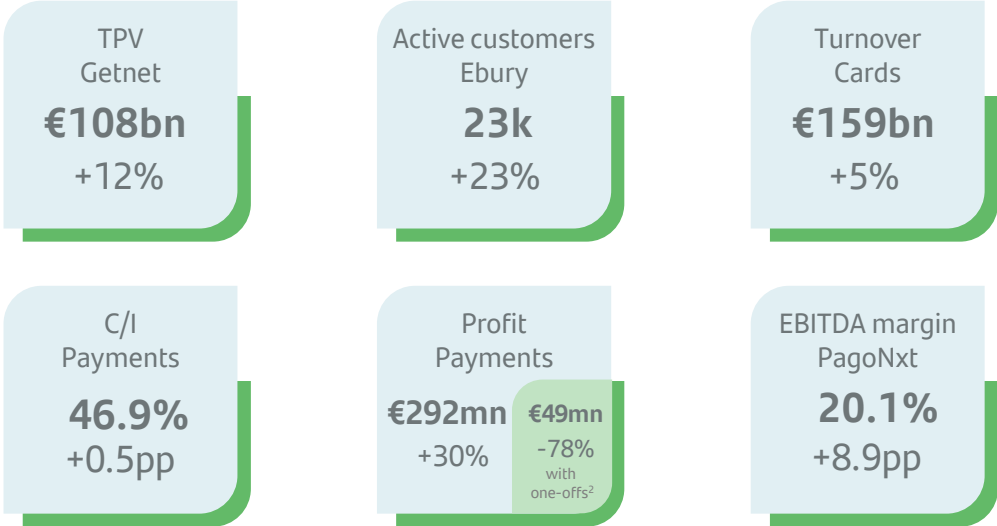 TPV
Getnet
€108bn
+12%
Active customers
Ebury
23k
+23%
Turnover
Cards
€159bn
+5%
C/I
Payments
46.9%
+0.5pp
Profit
Payments
€292mn
+30%
€49mn
-78%
with
one-offs²
EBITDA margin
PagoNxt
20.1%
+8.9pp